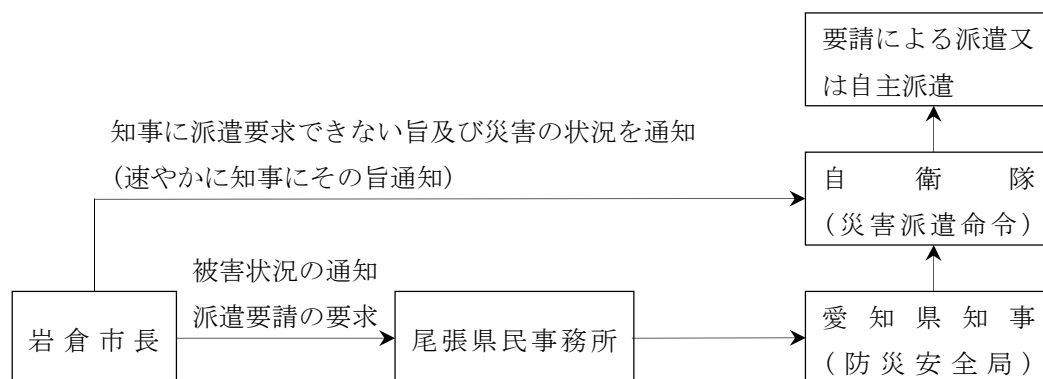 要請による派遣又
は自主派遣
知事に派遣要求できない旨及び災害の状況を通知
(速やかに知事にその旨通知)
自衛隊
(災害派遣命令)
被害状況の通知
派遣要請の要求
岩倉市長
尾張県民事務所
愛知県知事
(防災安全局)